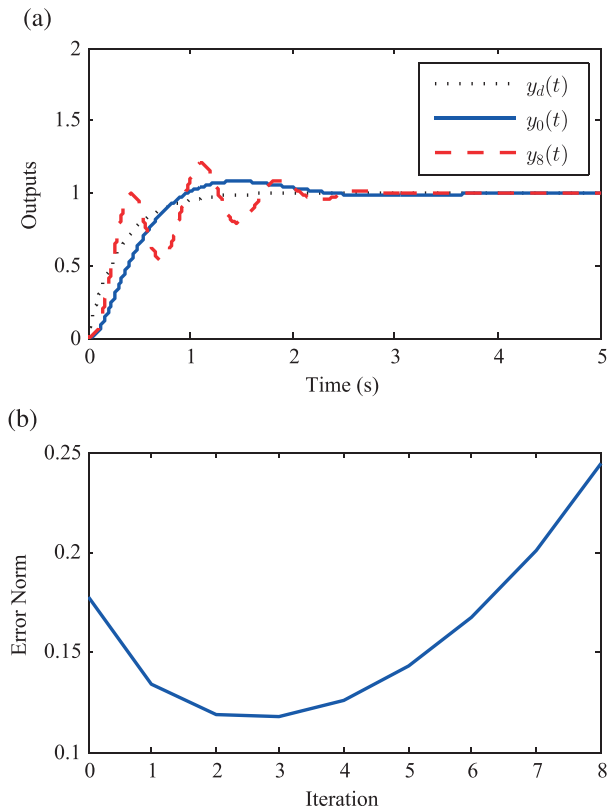 (a)
2
1.5
1
0.5
0
Outputs
y_d(t)
y_0(t)
y_8(t)
0 1 2 3 4 5
Time (s)
(b)
0.25
0.2
0.15
0.1
Error Norm
0 1 2 3 4 5 6 7 8
Iteration